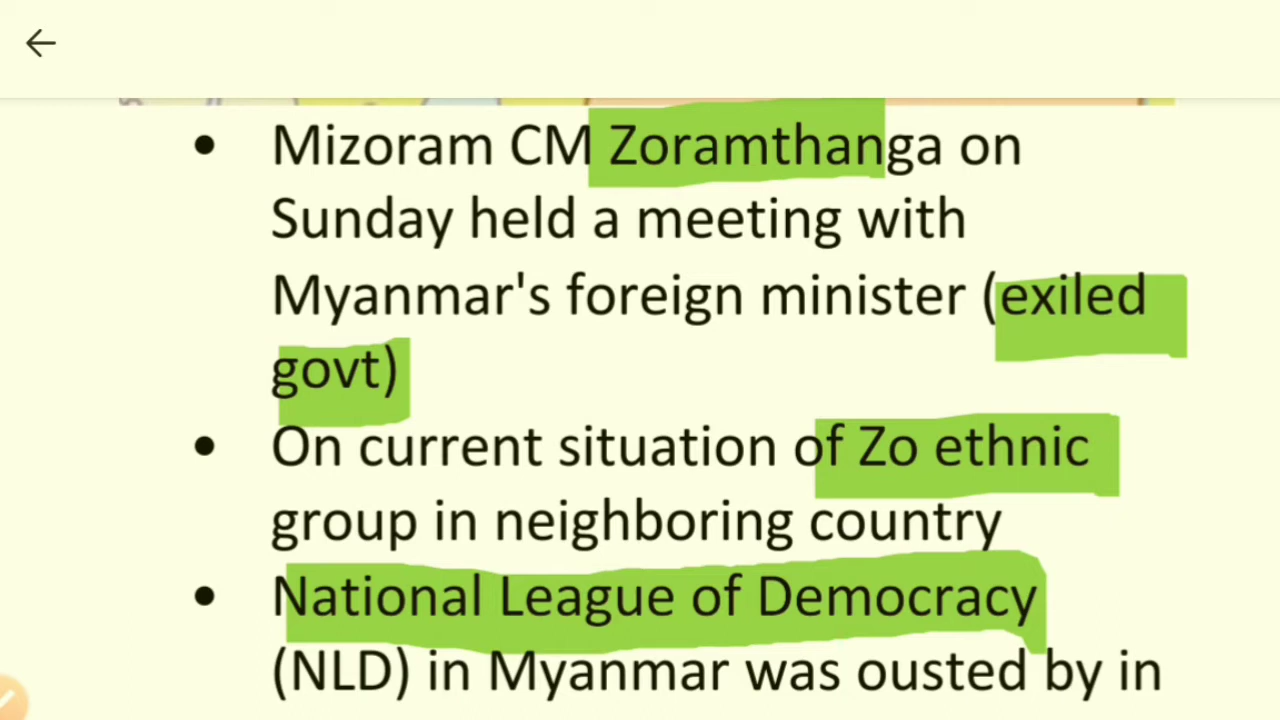 • Mizoram CM Zoramthanga on
Sunday held a meeting with
Myanmar's foreign minister (exiled
govt)
• On current situation of Zo ethnic
group in neighboring country
• National League of Democracy
(NLD) in Myanmar was ousted by in